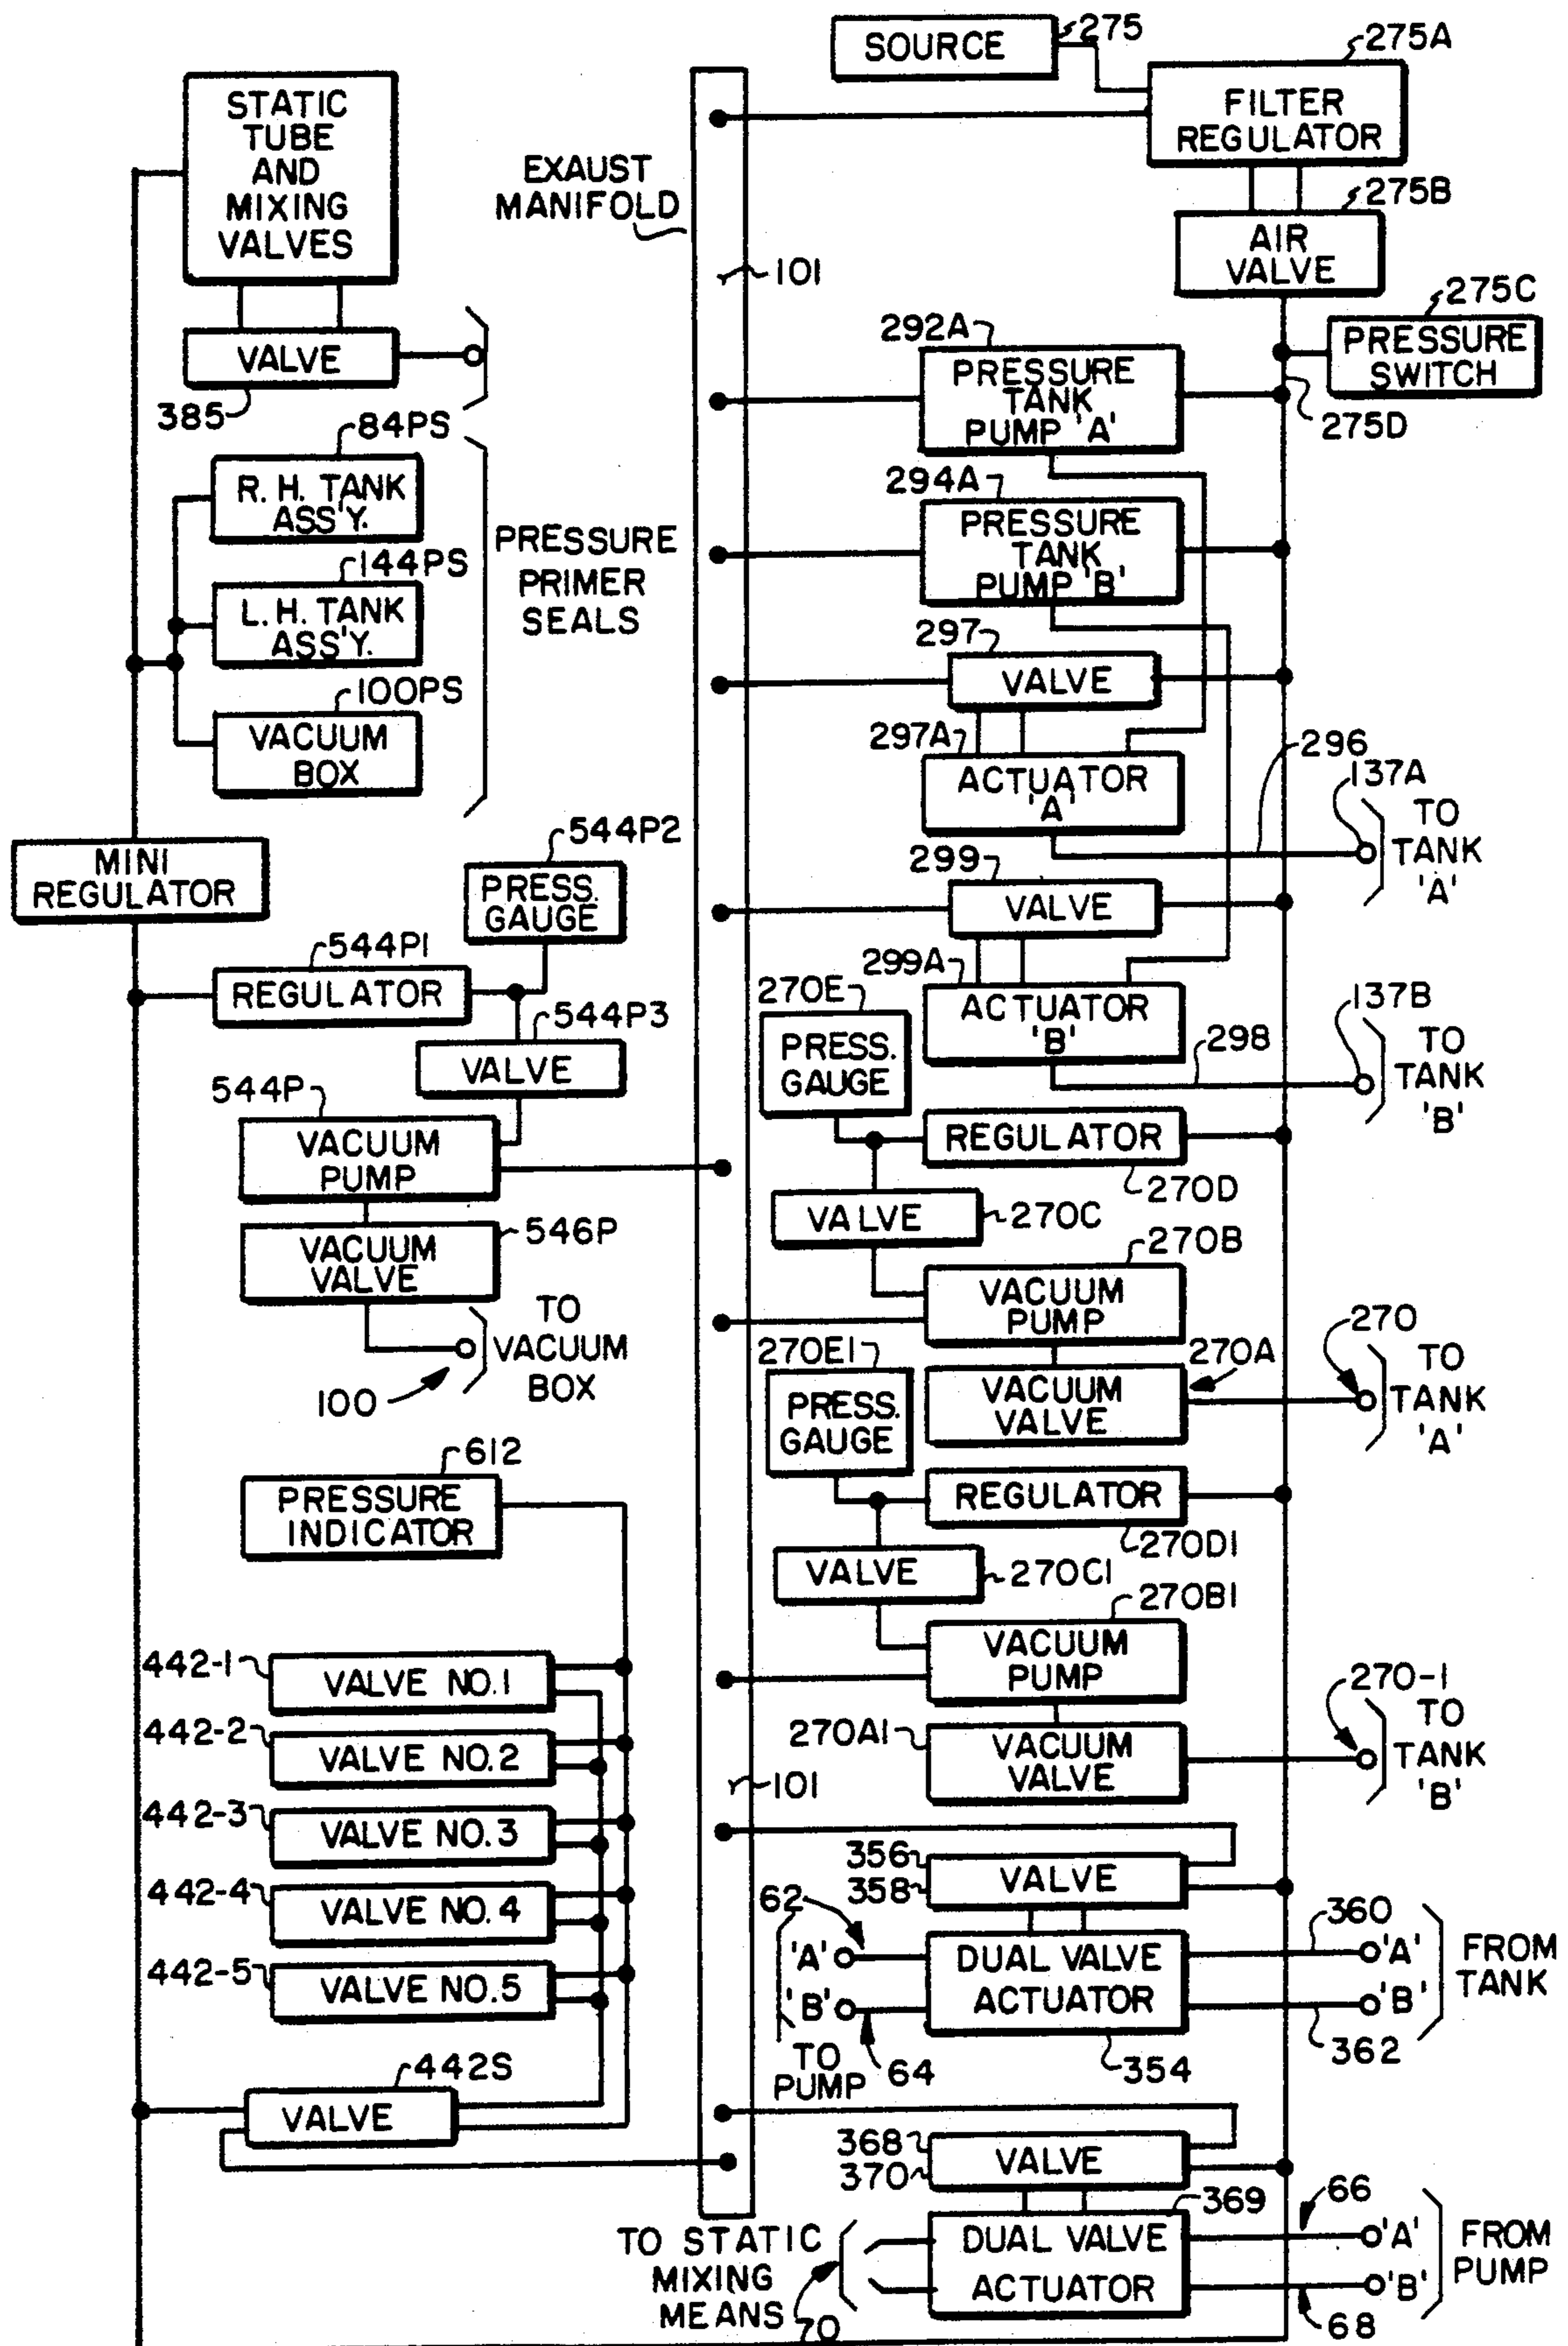 SOURCE
275
275A
FILTER
REGULATOR
275B
AIR
VALVE
275C
PRESSURE
SWITCH
275D
STATIC
TUBE
AND
MIXING
VALVES
VALVE
385
EXAUST
MANIFOLD
101
84PS
R. H. TANK
ASS'Y.
144PS
L. H. TANK
ASS'Y.
100PS
VACUUM
BOX
PRESSURE
PRIMER
SEALS
292A
PRESSURE
TANK
PUMP 'A'
294A
PRESSURE
TANK
PUMP 'B'
297
VALVE
297A
ACTUATOR
'A'
296
137A
TO
TANK
'A'
299
VALVE
299A
ACTUATOR
'B'
298
137B
TO
TANK
'B'
MINI
REGULATOR
544P2
PRESS.
GAUGE
544P1
REGULATOR
544P3
VALVE
544P
VACUUM
PUMP
546P
VACUUM
VALVE
TO
VACUUM
BOX
100
270E
PRESS.
GAUGE
REGULATOR
270D
VALVE
270C
270B
VACUUM
PUMP
270A
VACUUM
VALVE
270
TO
TANK
'A'
270E1
PRESS.
GAUGE
REGULATOR
270D1
VALVE
270C1
270B1
VACUUM
PUMP
270A1
VACUUM
VALVE
270-1
TO
TANK
'B'
612
PRESSURE
INDICATOR
442-1
VALVE NO.1
442-2
VALVE NO.2
442-3
VALVE NO.3
442-4
VALVE NO.4
442-5
VALVE NO.5
442S
VALVE
101
356
358
VALVE
62
'A'
'B'
TO
PUMP
64
DUAL VALVE
ACTUATOR
354
360
'A'
'B'
362
FROM
TANK
368
370
VALVE
369
DUAL VALVE
ACTUATOR
TO STATIC
MIXING
MEANS
70
66
'A'
'B'
68
FROM
PUMP